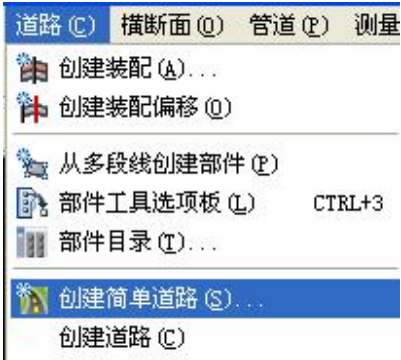 道路(C) 横断面(O) 管道(P) 测量
创建装配(A)...
创建装配偏移(O)
从多段线创建部件(P)
部件工具选项板(L) CTRL+3
部件目录(T)...
创建简单道路(S)...
创建道路(C)